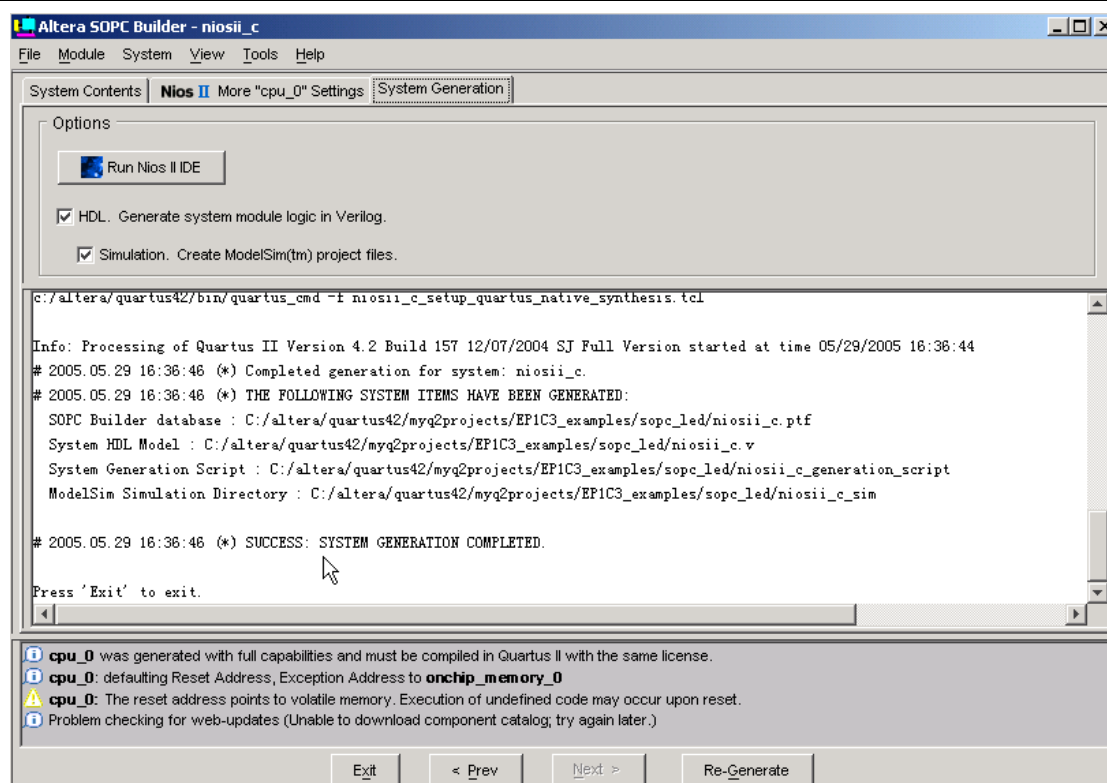 Altera SOPC Builder - niosii_c
File Module System View Tools Help
System Contents Nios II More "cpu_0" Settings System Generation
Options
Run Nios II IDE
HDL. Generate system module logic in Verilog.
Simulation. Create ModelSim(tm) project files.
c:/altera/quartus42/bin/quartus_cmd -f niosii_c_setup_quartus_native_synthesis.tcl
Info: Processing of Quartus II Version 4.2 Build 157 12/07/2004 SJ Full Version started at time 05/29/2005 16:36:44
# 2005.05.29 16:36:46 (*) Completed generation for system: niosii_c.
# 2005.05.29 16:36:46 (*) THE FOLLOWING SYSTEM ITEMS HAVE BEEN GENERATED:
SOPC Builder database : C:/altera/quartus42/myq2projects/EP1C3_examples/sopc_led/niosii_c.ptf
System HDL Model : C:/altera/quartus42/myq2projects/EP1C3_examples/sopc_led/niosii_c.v
System Generation Script : C:/altera/quartus42/myq2projects/EP1C3_examples/sopc_led/niosii_c_generation_script
ModelSim Simulation Directory : C:/altera/quartus42/myq2projects/EP1C3_examples/sopc_led/niosii_c_sim
# 2005.05.29 16:36:46 (*) SUCCESS: SYSTEM GENERATION COMPLETED.
Press 'Exit' to exit.
cpu_0 was generated with full capabilities and must be compiled in Quartus II with the same license.
cpu_0: defaulting Reset Address, Exception Address to onchip_memory_0
cpu_0: The reset address points to volatile memory. Execution of undefined code may occur upon reset.
Problem checking for web-updates (Unable to download component catalog; try again later.)
Exit < Prev Next > Re-Generate